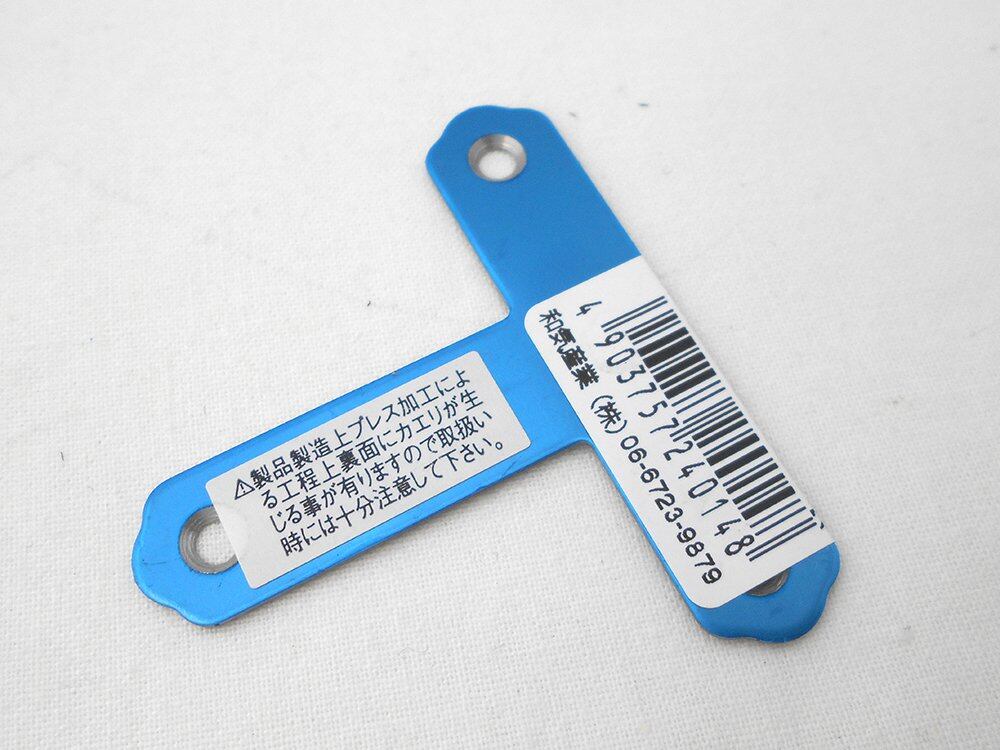 ⚠製品製造上プレス加工によ
る工程上裏面にカエリが生
じる事が有りますので取扱い
時には十分注意して下さい。
4 903757 240148
和気産業(株) 06-6723-9879